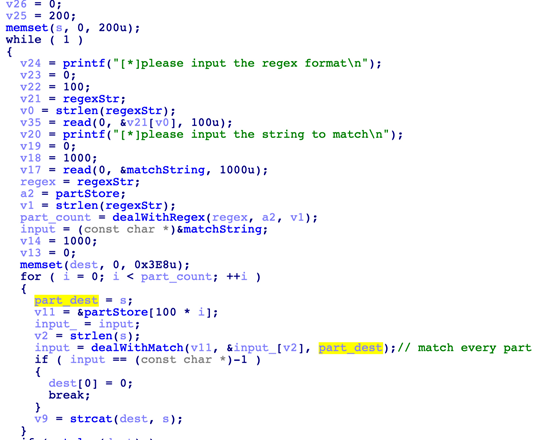 v26 = 0;
v25 = 200;
memset(s, 0, 200u);
while ( 1 )
{
v24 = printf("[*]please input the regex format\n");
v23 = 0;
v22 = 100;
v21 = regexStr;
v0 = strlen(regexStr);
v35 = read(0, &v21[v0], 100u);
v20 = printf("[*]please input the string to match\n");
v19 = 0;
v18 = 1000;
v17 = read(0, &matchString, 1000u);
regex = regexStr;
a2 = partStore;
v1 = strlen(regexStr);
part_count = dealWithRegex(regex, a2, v1);
input = (const char *)&matchString;
v14 = 1000;
v13 = 0;
memset(dest, 0, 0x3E8u);
for ( i = 0; i < part_count; ++i )
{
part_dest = s;
v11 = &partStore[100 * i];
input_ = input;
v2 = strlen(s);
input = dealWithMatch(v11, &input_[v2], part_dest);// match every part
if ( input == (const char *)-1 )
{
dest[0] = 0;
break;
}
v9 = strcat(dest, s);
}